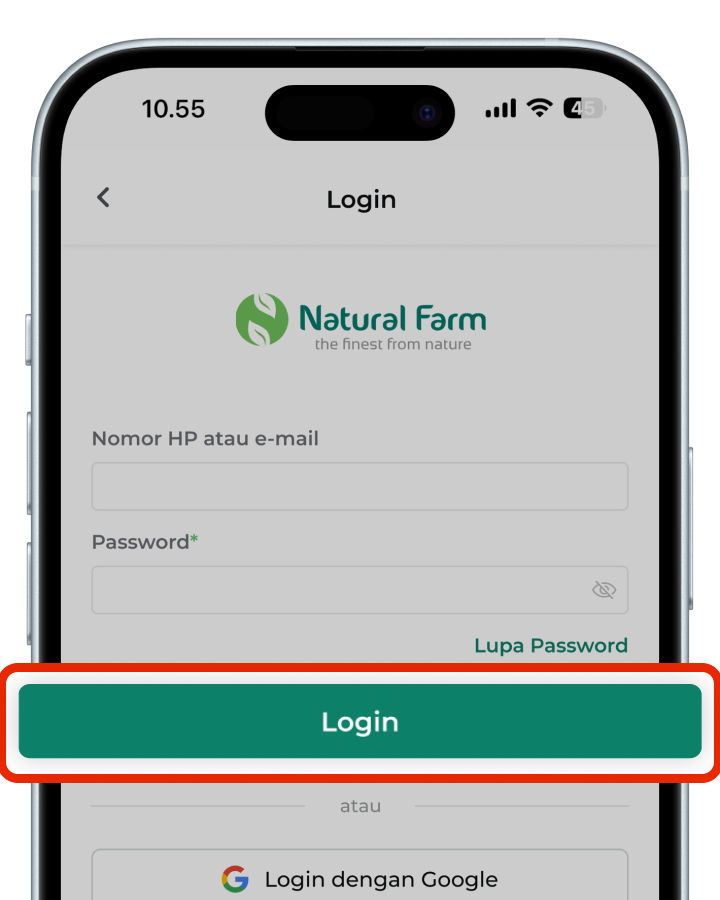 10.55
45
Login
Natural Farm
the finest from nature
Nomor HP atau e-mail
Password*
Lupa Password
Login
atau
Login dengan Google